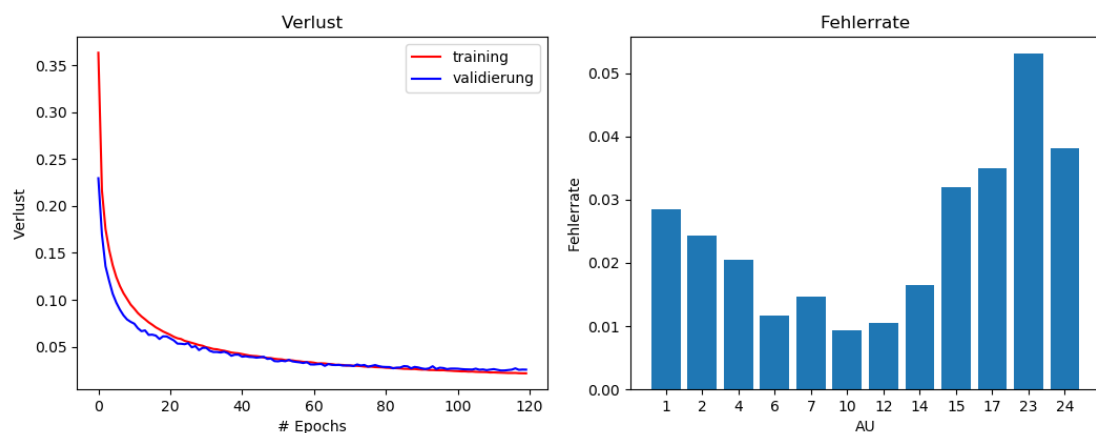 Verlust
0.35
0.30
0.25
0.20
0.15
0.10
0.05
Verlust
training
validierung
0 20 40 60 80 100 120
# Epochs
Fehlerrate
0.05
0.04
0.03
0.02
0.01
0.00
Fehlerrate
1 2 4 6 7 10 12 14 15 17 23 24
AU